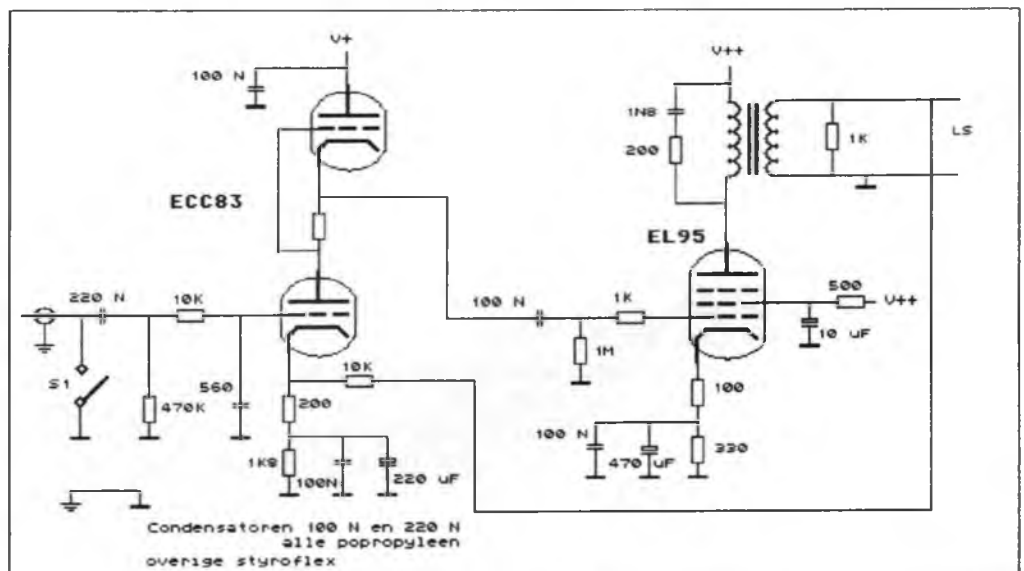 V+
V++
100 N
1N8
200
1K
LS
ECC83
EL95
220 N
10K
100 N
1K
500
V++
10 uF
1M
S1
470K
560
10K
200
100
1K8
100N
220 uF
100 N
470 uF
330
Condensatoren 100 N en 220 N
alle popropyleen
overige styroflex